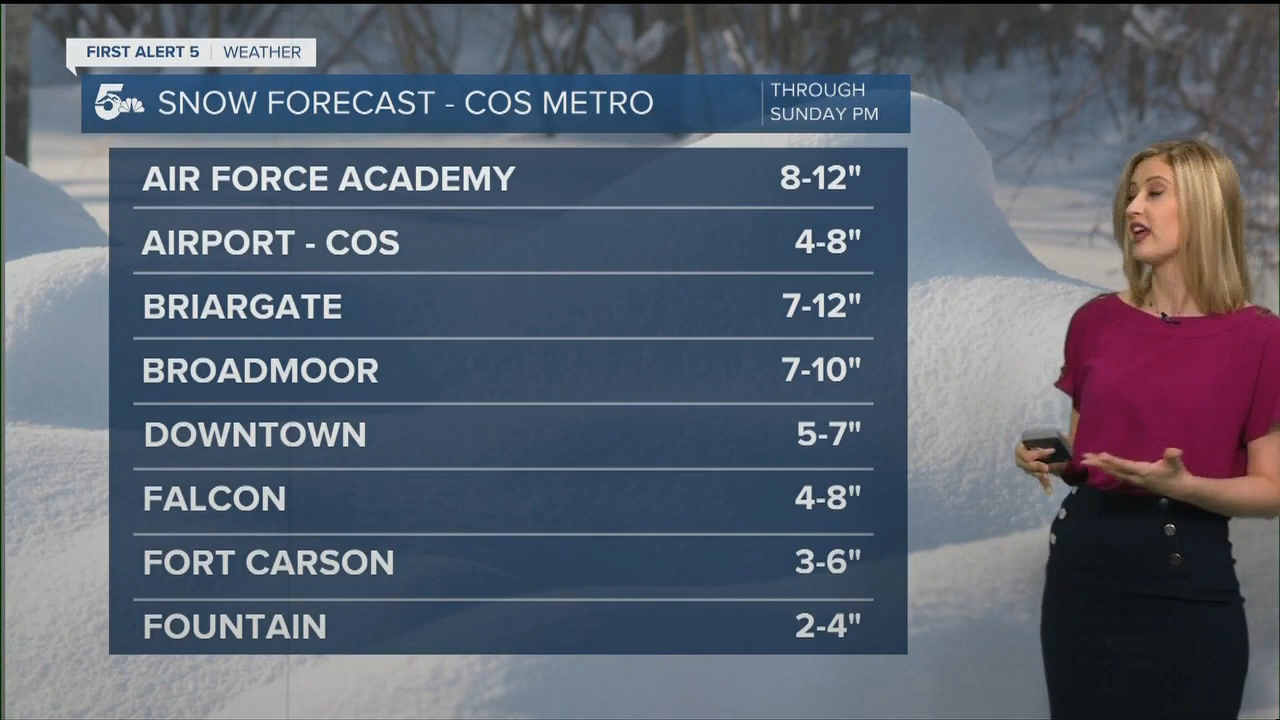 FIRST ALERT 5 | WEATHER
5 SNOW FORECAST - COS METRO
THROUGH
SUNDAY PM
AIR FORCE ACADEMY 8-12"
AIRPORT - COS 4-8"
BRIARGATE 7-12"
BROADMOOR 7-10"
DOWNTOWN 5-7"
FALCON 4-8"
FORT CARSON 3-6"
FOUNTAIN 2-4"